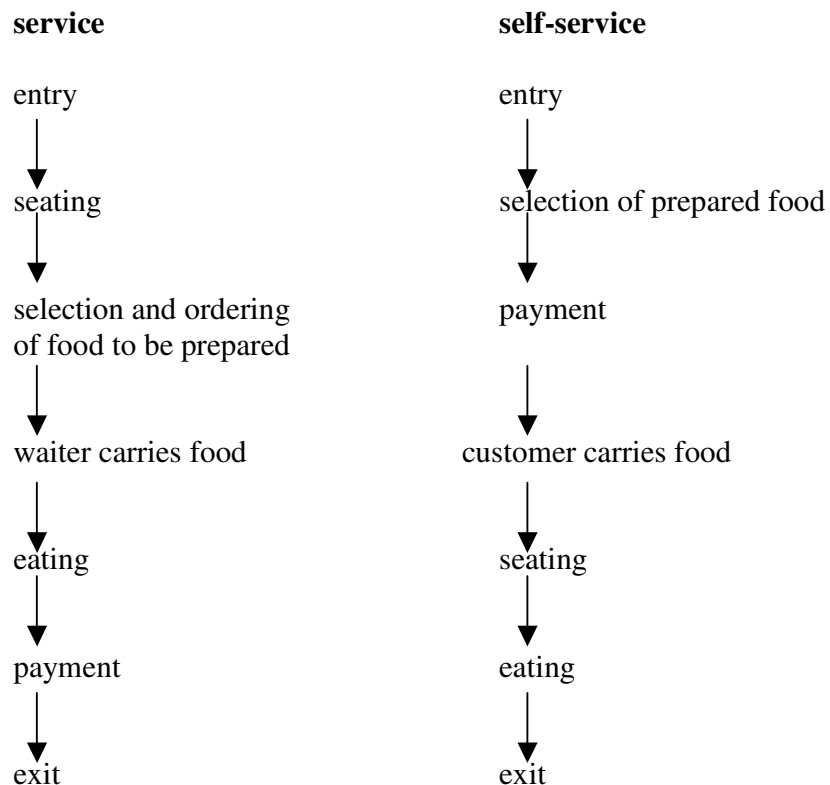 service
entry
seating
selection and ordering
of food to be prepared
waiter carries food
eating
payment
exit
self-service
entry
selection of prepared food
payment
customer carries food
seating
eating
exit